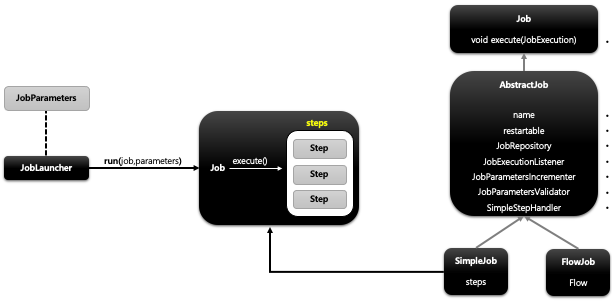 Job
void execute(JobExecution)
AbstractJob
name
restartable
JobRepository
JobExecutionListener
JobParametersIncrementer
JobParametersValidator
SimpleStepHandler
JobParameters
JobLauncher
run(job,parameters)
steps
Job
execute()
Step
Step
Step
SimpleJob
steps
FlowJob
Flow